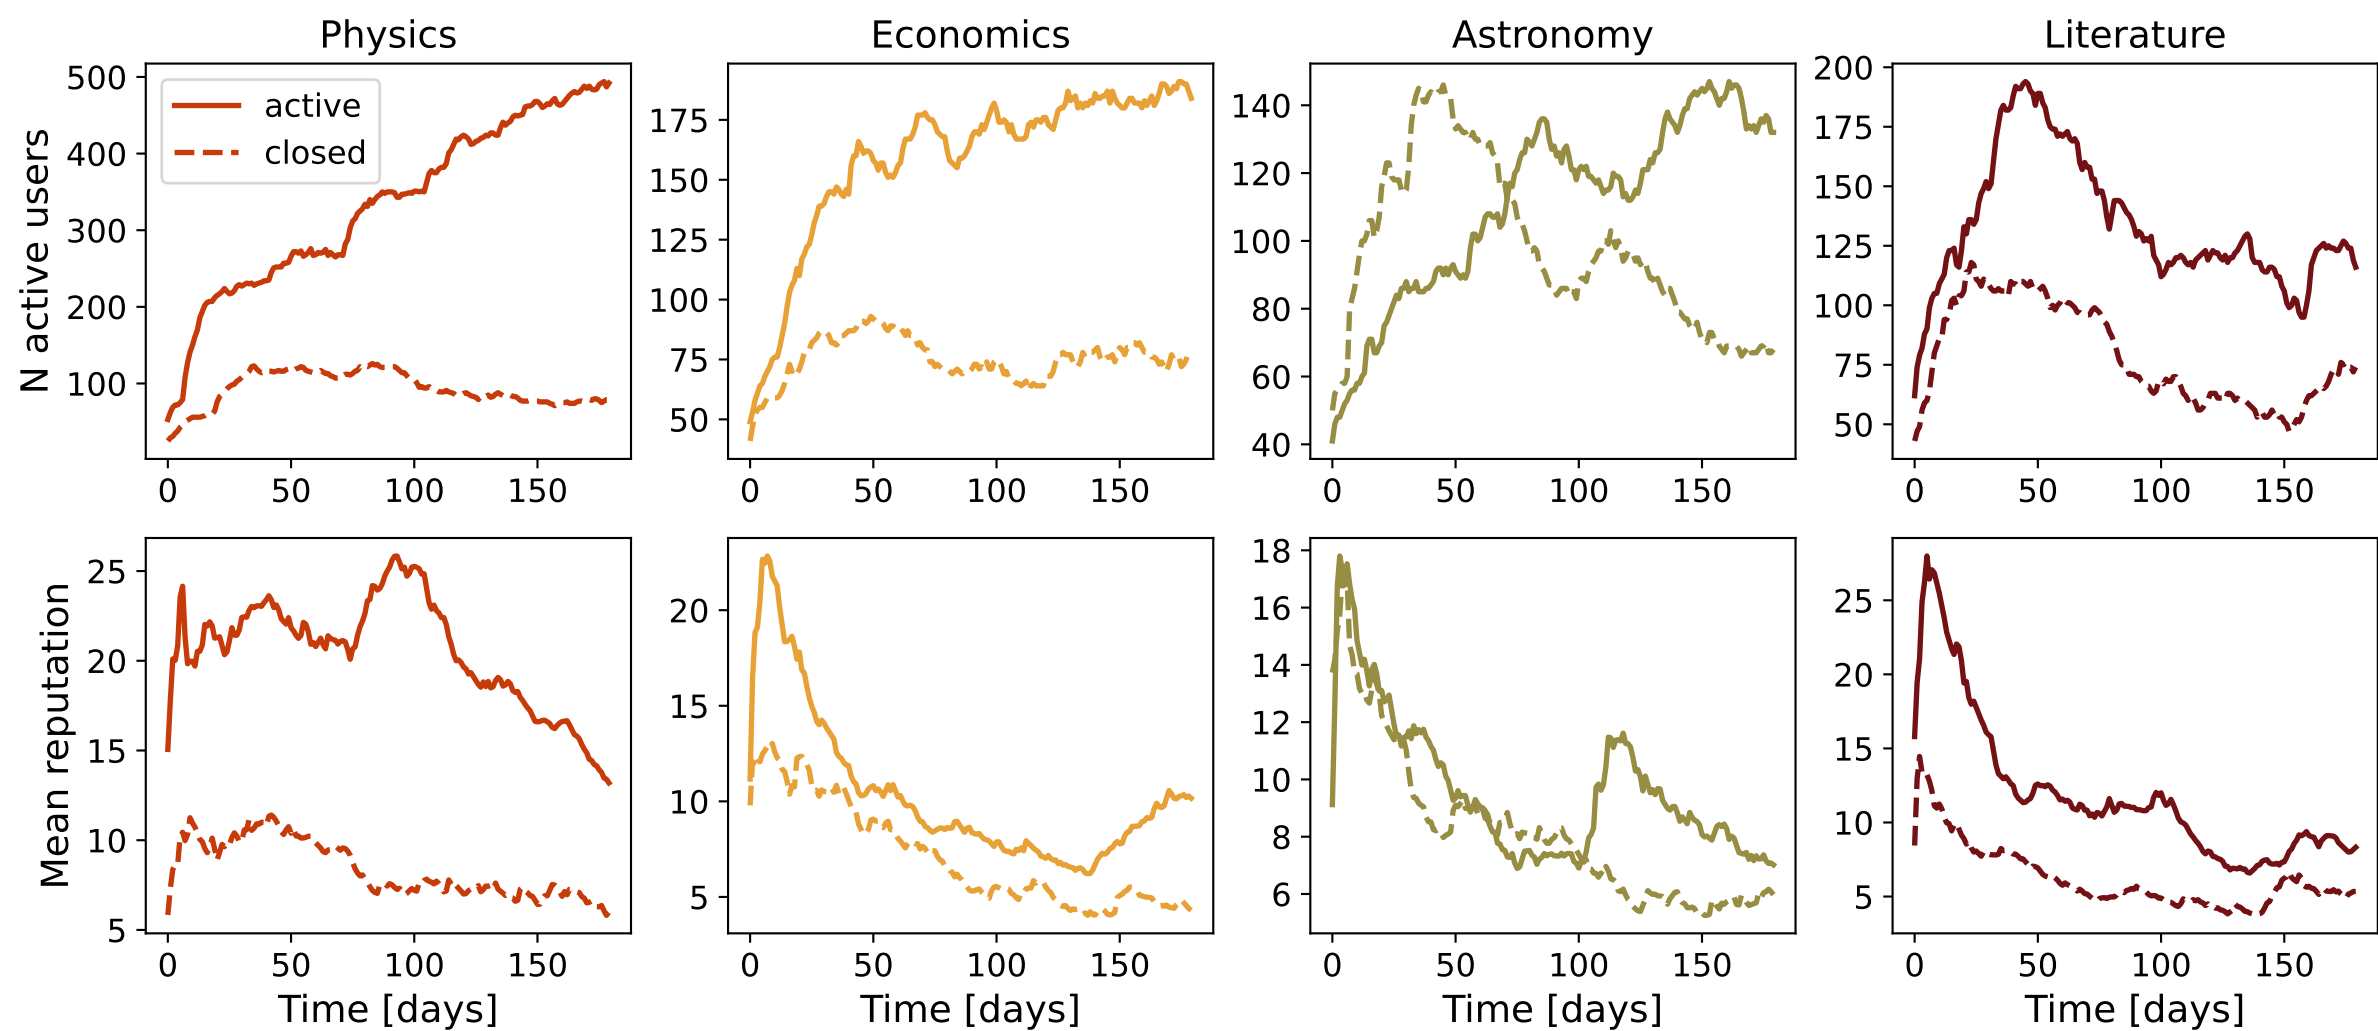 Physics Economics Astronomy Literature
N active users
500
400
300
200
100
active
closed
0 50 100 150
175
150
125
100
75
50
0 50 100 150
140
120
100
80
60
40
0 50 100 150
200
175
150
125
100
75
50
0 50 100 150
Mean reputation
25
20
15
10
5
0 50 100 150
Time [days]
20
15
10
5
0 50 100 150
Time [days]
18
16
14
12
10
8
6
0 50 100 150
Time [days]
25
20
15
10
5
0 50 100 150
Time [days]